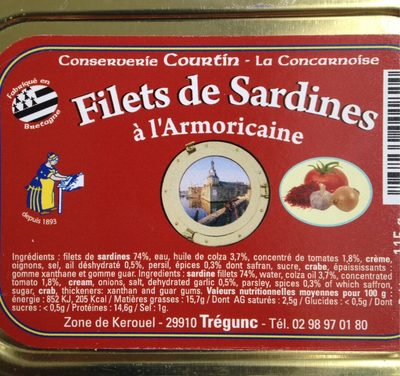 Conserverie Courtin - La Concarnoise
Fabriqué en
Bretagne
Filets de Sardines
à l'Armoricaine
depuis 1893
115 g
Ingrédients : filets de sardines 74%, eau, huile de colza 3,7%, concentré de tomates 1,8%, crème,
oignons, sel, ail déshydraté 0,5%, persil, épices 0,3% dont safran, sucre, crabe, épaississants :
gomme xanthane et gomme guar. Ingredients : sardine fillets 74%, water, colza oil 3,7%, concentrated
tomato 1,8%, cream, onions, salt, dehydrated garlic 0,5%, parsley, spices 0,3% of which saffron,
sugar, crab, thickeners: xanthan and guar gums. Valeurs nutritionnelles moyennes pour 100 g :
énergie : 852 KJ, 205 Kcal / Matières grasses : 15,7g / Dont AG saturés : 2,5g / Glucides : < 0,5g / Dont
sucres : < 0,5g / Protéines : 14,6g / Sel : 1g.
Zone de Kerouel - 29910 Trégunc - Tél. 02 98 97 01 80